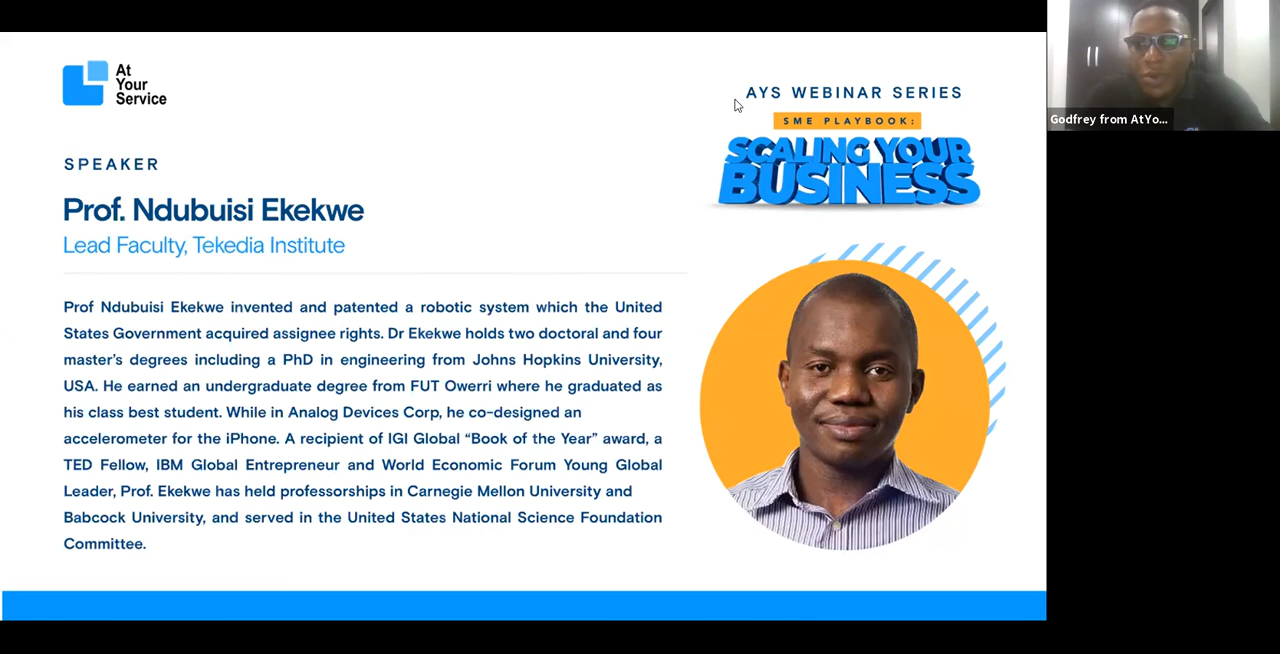 At
Your
Service
AYS WEBINAR SERIES
SME PLAYBOOK:
SCALING YOUR
BUSINESS
SPEAKER
Prof. Ndubuisi Ekekwe
Lead Faculty, Tekedia Institute
Prof Ndubuisi Ekekwe invented and patented a robotic system which the United
States Government acquired assignee rights. Dr Ekekwe holds two doctoral and four
master's degrees including a PhD in engineering from Johns Hopkins University,
USA. He earned an undergraduate degree from FUT Owerri where he graduated as
his class best student. While in Analog Devices Corp, he co-designed an
accelerometer for the iPhone. A recipient of IGI Global “Book of the Year” award, a
TED Fellow, IBM Global Entrepreneur and World Economic Forum Young Global
Leader, Prof. Ekekwe has held professorships in Carnegie Mellon University and
Babcock University, and served in the United States National Science Foundation
Committee.
Godfrey from AtYo...